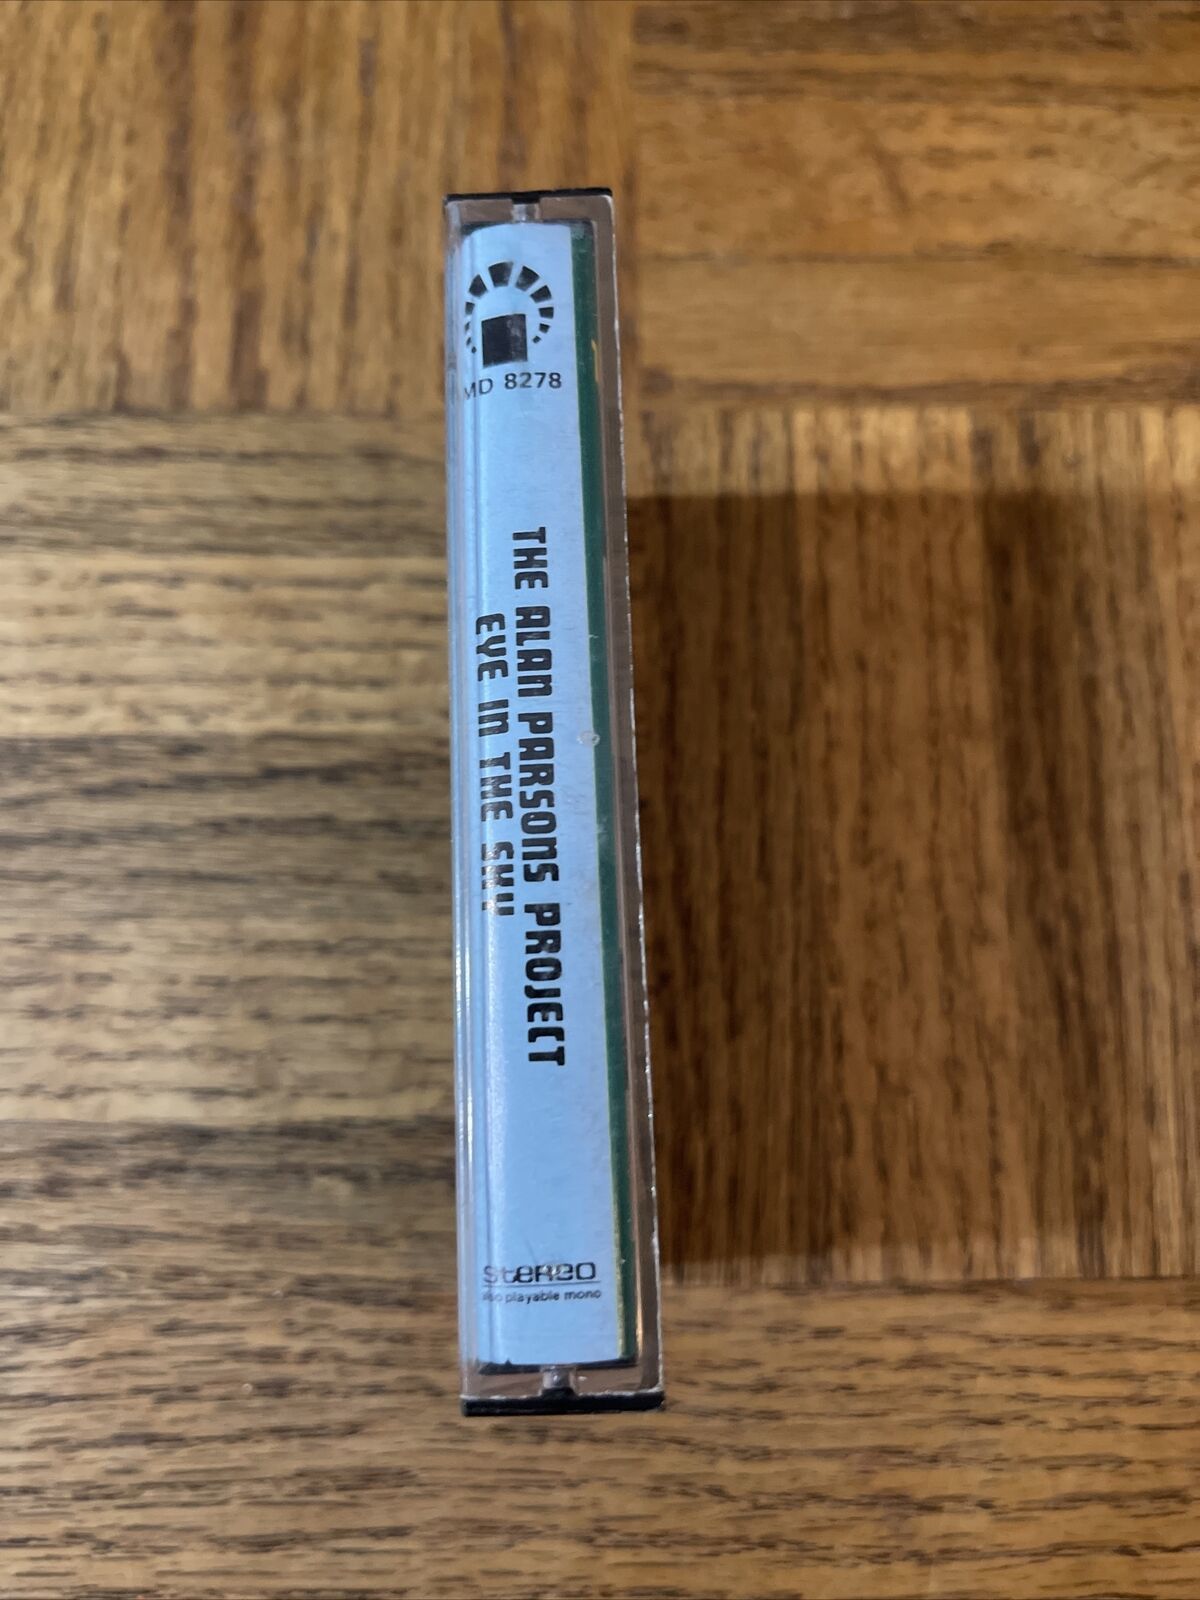 MD 8278
THE ALAN PARSONS PROJECT
EYE IN THE SKY
STEREO
also playable mono